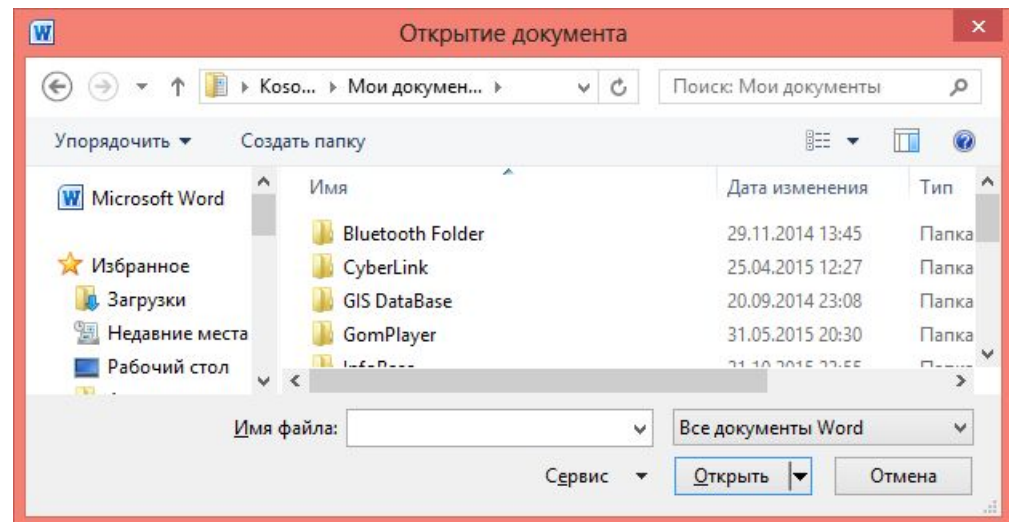 Открытие документа
Koso... Мои докумен... Поиск: Мои документы
Упорядочить Создать папку
Имя Дата изменения Тип
Microsoft Word
Bluetooth Folder 29.11.2014 13:45 Папка
Избранное CyberLink 25.04.2015 12:27 Папка
Загрузки GIS DataBase 20.09.2014 23:08 Папка
Недавние места GomPlayer 31.05.2015 20:30 Папка
Рабочий стол
Имя файла: Все документы Word
Сервис Открыть Отмена